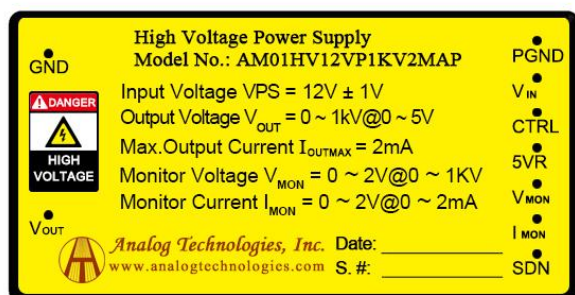 High Voltage Power Supply
Model No.: AM01HV12VP1KV2MAP
GND
PGND
Input Voltage VPS = 12V ± 1V
VIN
DANGER
Output Voltage VOUT = 0 ~ 1kV@0 ~ 5V
CTRL
Max.Output Current IOUTMAX = 2mA
HIGH
VOLTAGE
5VR
Monitor Voltage VMON = 0 ~ 2V@0 ~ 1KV
VMON
Monitor Current IMON = 0 ~ 2V@0 ~ 2mA
VOUT
I MON
Analog Technologies, Inc.
Date:
www.analogtechnologies.com
S. #:
SDN